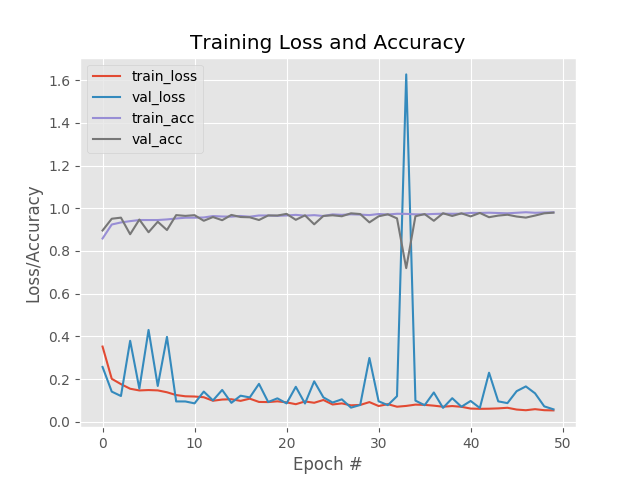 Training Loss and Accuracy
train_loss
val_loss
train_acc
val_acc
1.6
1.4
1.2
1.0
0.8
0.6
0.4
0.2
0.0
Loss/Accuracy
0 10 20 30 40 50
Epoch #